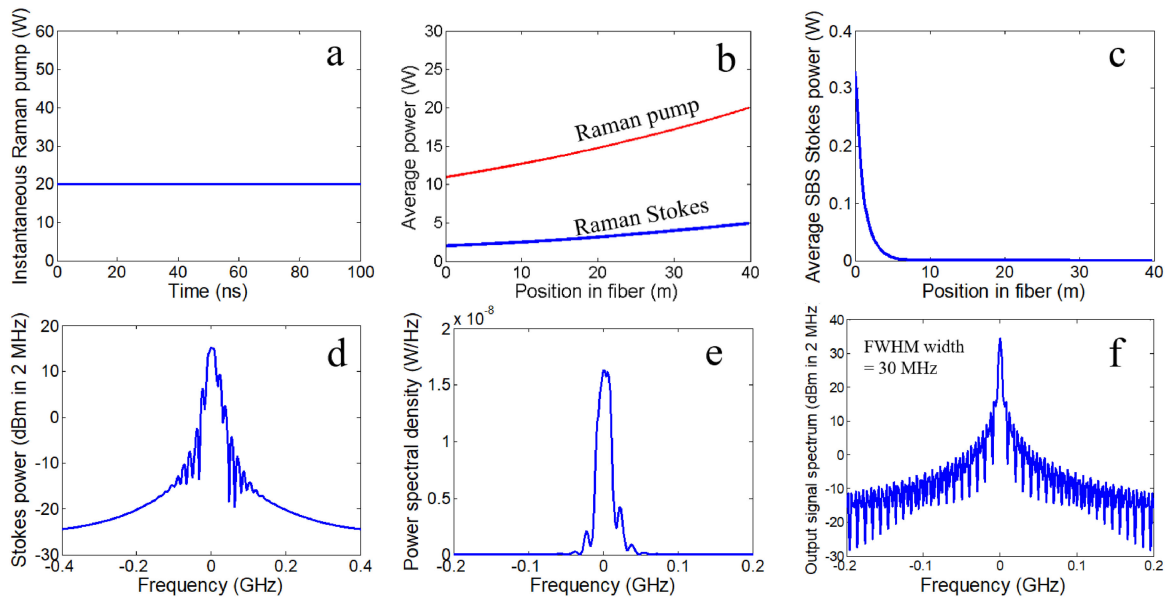 Instantaneous Raman pump (W)
60
50
40
30
20
10
0
a
0 20 40 60 80 100
Time (ns)
Average power (W)
30
25
20
15
10
5
0
b
Raman pump
Raman Stokes
0 10 20 30 40
Position in fiber (m)
Average SBS Stokes power (W)
0.4
0.3
0.2
0.1
0
c
0 10 20 30 40
Position in fiber (m)
Stokes power (dBm in 2 MHz)
20
10
0
-10
-20
-30
d
-0.4 -0.2 0 0.2 0.4
Frequency (GHz)
Power spectral density (W/Hz)
2 x 10⁻⁸
1.5
1
0.5
0
e
-0.2 -0.1 0 0.1 0.2
Frequency (GHz)
Output signal spectrum (dBm in 2 MHz
40
30
20
10
0
-10
-20
-30
FWHM width
= 30 MHz
f
-0.2 -0.1 0 0.1 0.2
Frequency (GHz)